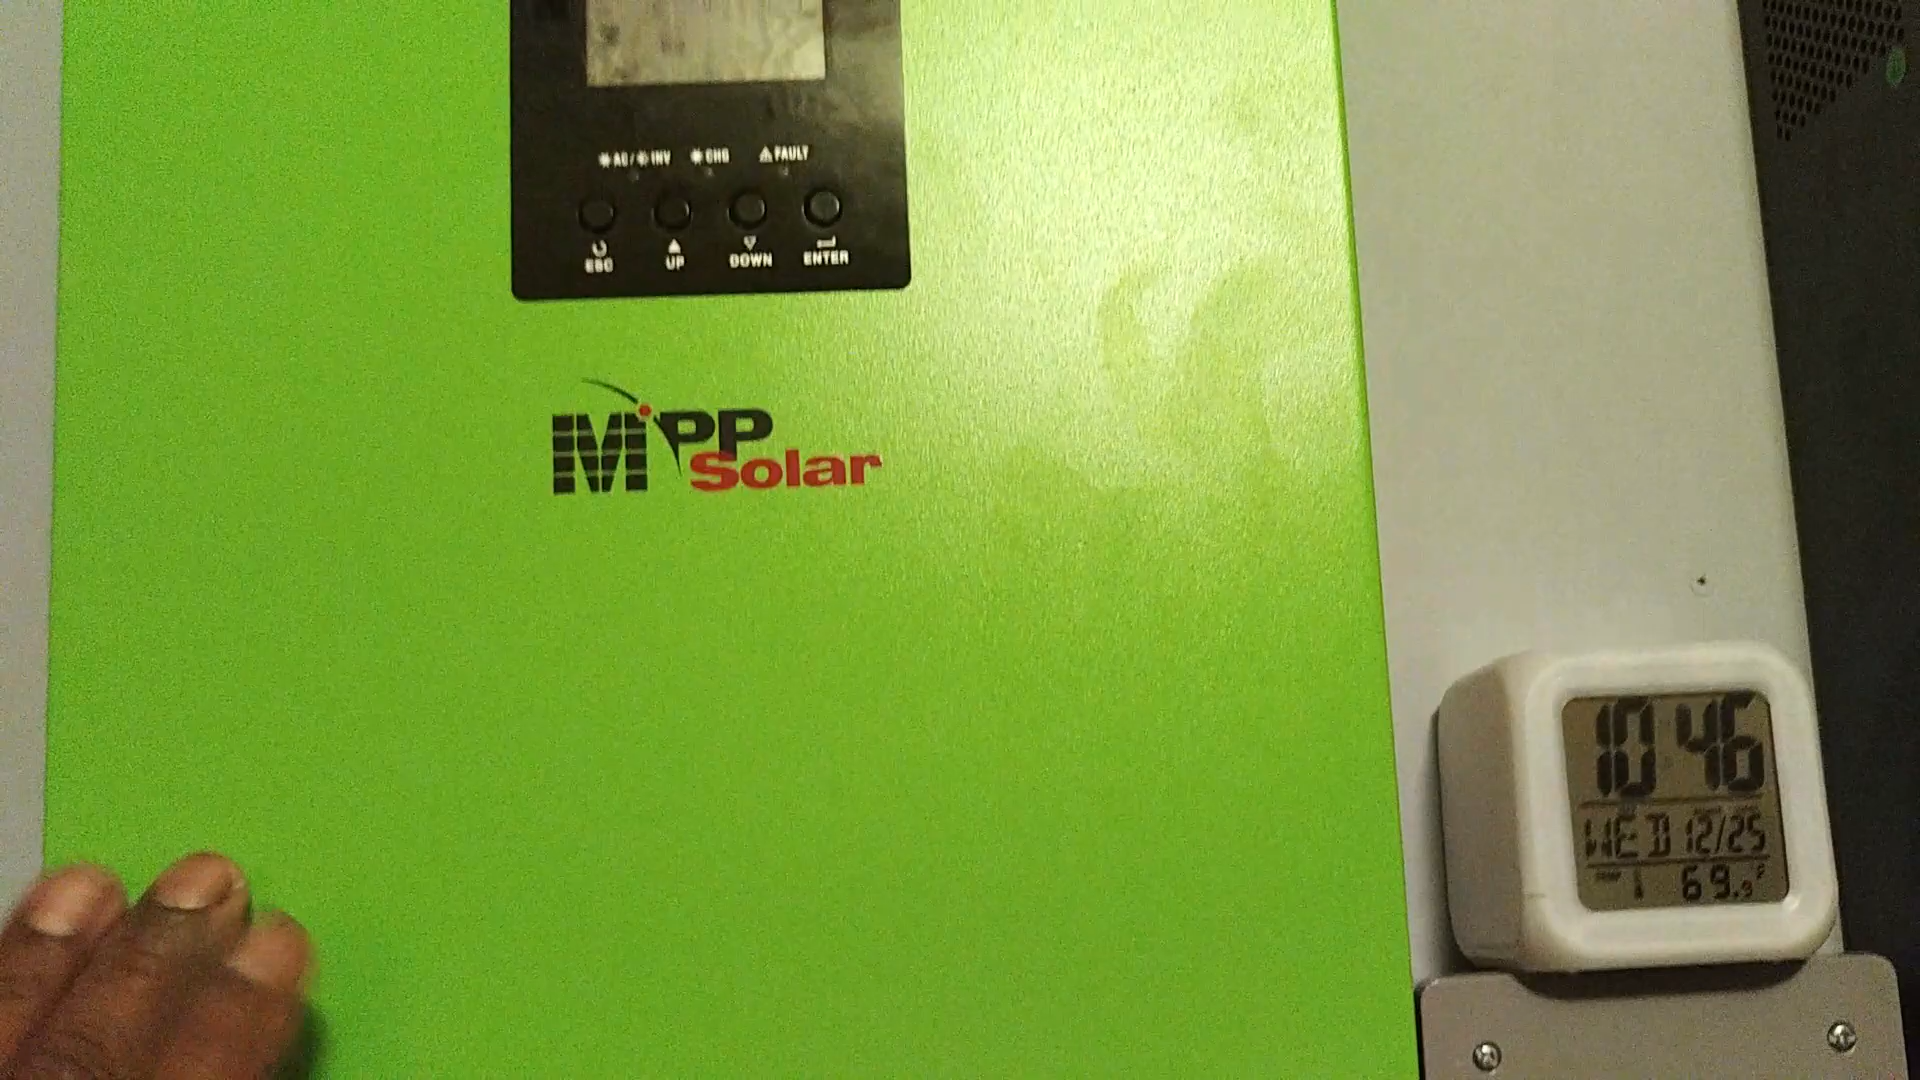 AC/ INV CHG FAULT
ESC UP DOWN ENTER
MPP
Solar
10:46
WED 12/25
69.9 °F